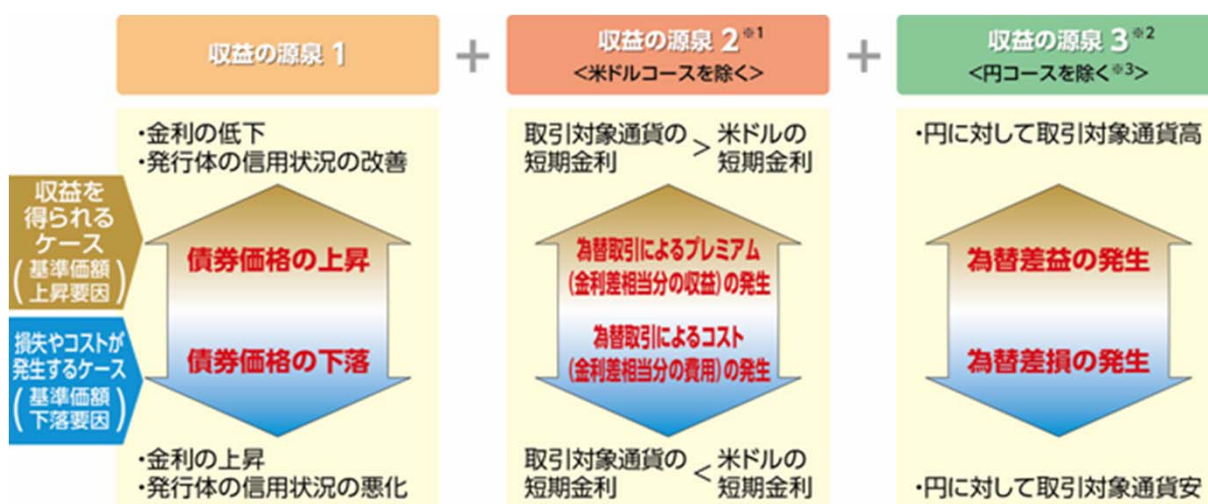 収益の源泉 1
+
収益の源泉 2※1
<米ドルコースを除く>
+
収益の源泉 3※2
<円コースを除く※3>
収益を
得られる
ケース
(基準価額
上昇要因)
損失やコストが
発生するケース
(基準価額
下落要因)
・金利の低下
・発行体の信用状況の改善
債券価格の上昇
債券価格の下落
・金利の上昇
・発行体の信用状況の悪化
取引対象通貨の 米ドルの
短期金利 > 短期金利
為替取引によるプレミアム
(金利差相当分の収益)の発生
為替取引によるコスト
(金利差相当分の費用)の発生
取引対象通貨の 米ドルの
短期金利 < 短期金利
・円に対して取引対象通貨高
為替差益の発生
為替差損の発生
・円に対して取引対象通貨安